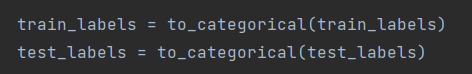 train_labels = to_categorical(train_labels)
test_labels = to_categorical(test_labels)